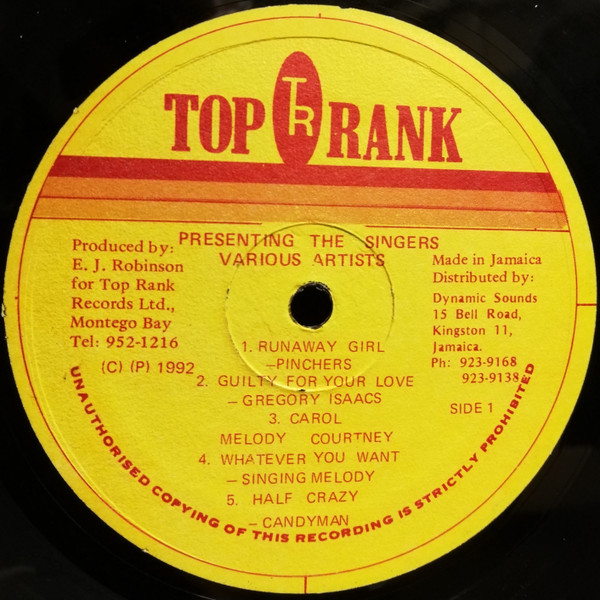 TOP TR RANK
PRESENTING THE SINGERS
VARIOUS ARTISTS
Produced by:
E. J. Robinson
for Top Rank
Records Ltd.,
Montego Bay
Tel: 952-1216
(C) (P) 1992
Made in Jamaica
Distributed by:
Dynamic Sounds
15 Bell Road,
Kingston 11,
Jamaica.
Ph: 923-9168
923-9138
SIDE 1
1. RUNAWAY GIRL
–PINCHERS
2. GUILTY FOR YOUR LOVE
–GREGORY ISAACS
3. CAROL
MELODY COURTNEY
4. WHATEVER YOU WANT
–SINGING MELODY
5. HALF CRAZY
–CANDYMAN
UNAUTHORISED COPYING OF THIS RECORDING IS STRICTLY PROHIBITED